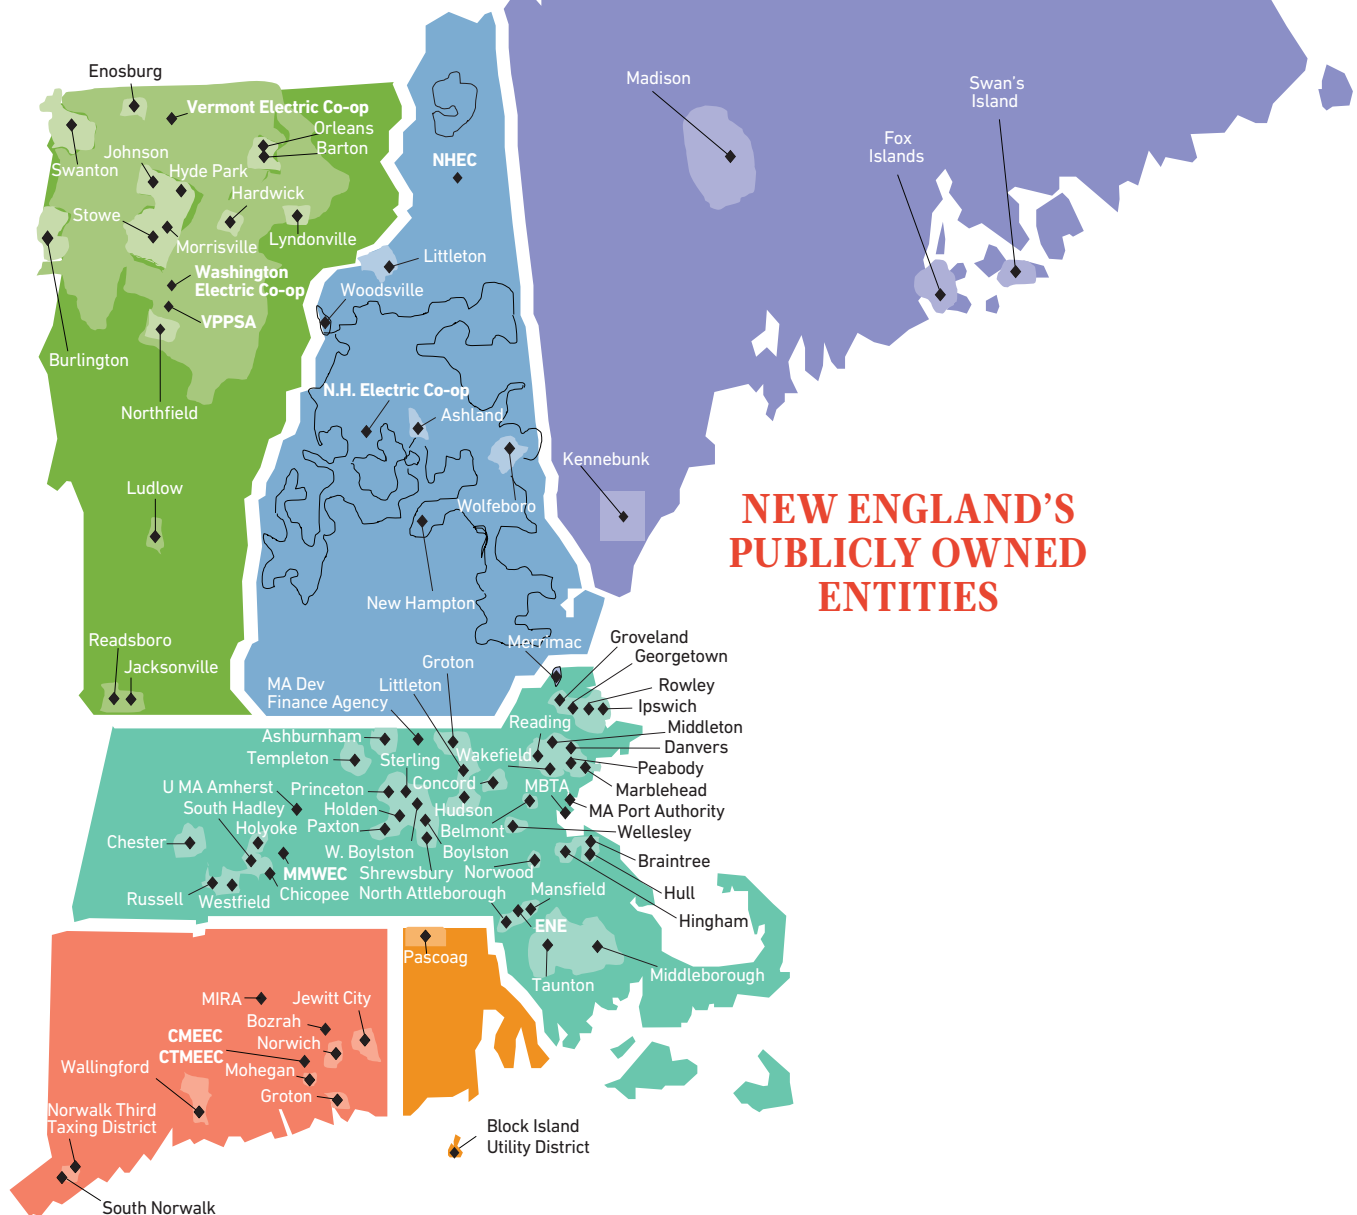 Enosburg
Vermont Electric Co-op
Orleans
Barton
Swanton
Johnson
Hyde Park
Hardwick
Stowe
Morrisville
Lyndonville
Washington
Electric Co-op
VPPSA
Burlington
Northfield
Ludlow
Readsboro
Jacksonville
NHEC
Littleton
Woodsville
N.H. Electric Co-op
Ashland
Wolfeboro
New Hampton
Madison
Swan's
Island
Fox
Islands
Kennebunk
NEW ENGLAND'S
PUBLICLY OWNED
ENTITIES
Merrimac
Groveland
Georgetown
Rowley
Ipswich
Middleton
Danvers
Peabody
Marblehead
MA Port Authority
Wellesley
Braintree
Hull
Hingham
Groton
Littleton
MA Dev
Finance Agency
Reading
Wakefield
Ashburnham
Templeton
Sterling
Concord
MBTA
U MA Amherst
Princeton
South Hadley
Holden
Hudson
Holyoke
Paxton
Belmont
Chester
W. Boylston
Boylston
MMWEC
Shrewsbury
Norwood
Chicopee
North Attleborough
Mansfield
Russell
Westfield
ENE
Taunton
Middleborough
Pascoag
MIRA
Jewitt City
Bozrah
CMEEC
CTMEEC
Norwich
Wallingford
Mohegan
Groton
Norwalk Third
Taxing District
South Norwalk
Block Island
Utility District